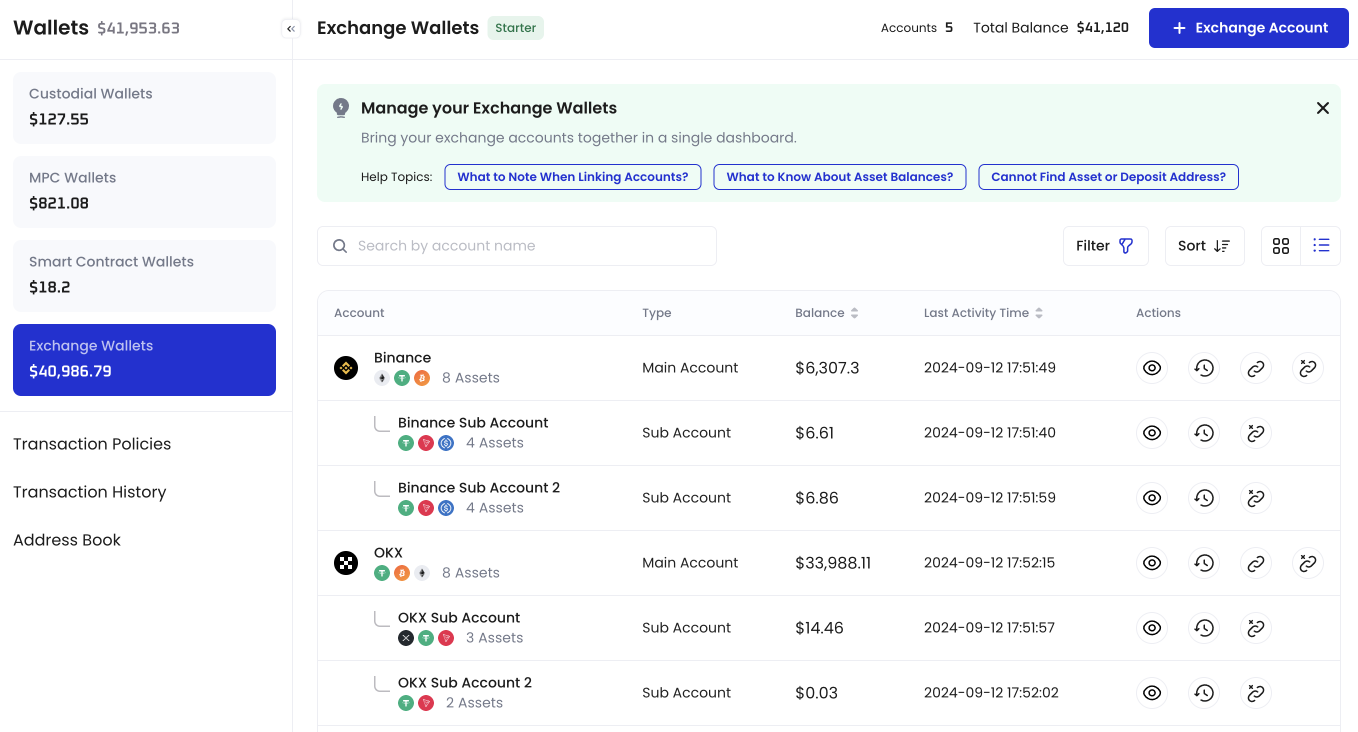 Wallets $41,953.63
Custodial Wallets
$127.55
MPC Wallets
$821.08
Smart Contract Wallets
$18.2
Exchange Wallets
$40,986.79
Transaction Policies
Transaction History
Address Book
Exchange Wallets Starter
Accounts 5 Total Balance $41,120
+ Exchange Account
Manage your Exchange Wallets
Bring your exchange accounts together in a single dashboard.
Help Topics: What to Note When Linking Accounts? What to Know About Asset Balances? Cannot Find Asset or Deposit Address?
Search by account name
Filter Sort
Account Type Balance Last Activity Time Actions
Binance
8 Assets
Main Account $6,307.3 2024-09-12 17:51:49
Binance Sub Account
4 Assets
Sub Account $6.61 2024-09-12 17:51:40
Binance Sub Account 2
4 Assets
Sub Account $6.86 2024-09-12 17:51:59
OKX
8 Assets
Main Account $33,988.11 2024-09-12 17:52:15
OKX Sub Account
3 Assets
Sub Account $14.46 2024-09-12 17:51:57
OKX Sub Account 2
2 Assets
Sub Account $0.03 2024-09-12 17:52:02